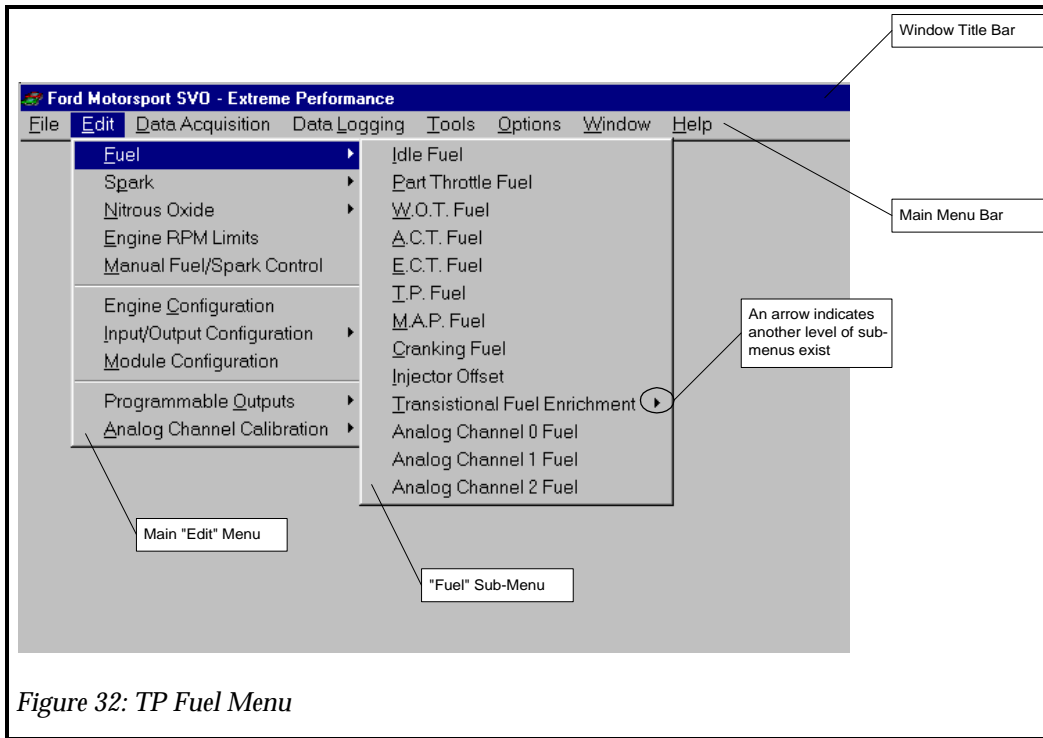 Window Title Bar
Ford Motorsport SVO - Extreme Performance
File Edit Data Acquisition Data Logging Tools Options Window Help
Main Menu Bar
Fuel
Spark
Nitrous Oxide
Engine RPM Limits
Manual Fuel/Spark Control
Engine Configuration
Input/Output Configuration
Module Configuration
Programmable Outputs
Analog Channel Calibration
Idle Fuel
Part Throttle Fuel
W.O.T. Fuel
A.C.T. Fuel
E.C.T. Fuel
T.P. Fuel
M.A.P. Fuel
Cranking Fuel
Injector Offset
Transistional Fuel Enrichment
Analog Channel 0 Fuel
Analog Channel 1 Fuel
Analog Channel 2 Fuel
An arrow indicates
another level of sub-
menus exist
Main "Edit" Menu
"Fuel" Sub-Menu
Figure 32: TP Fuel Menu